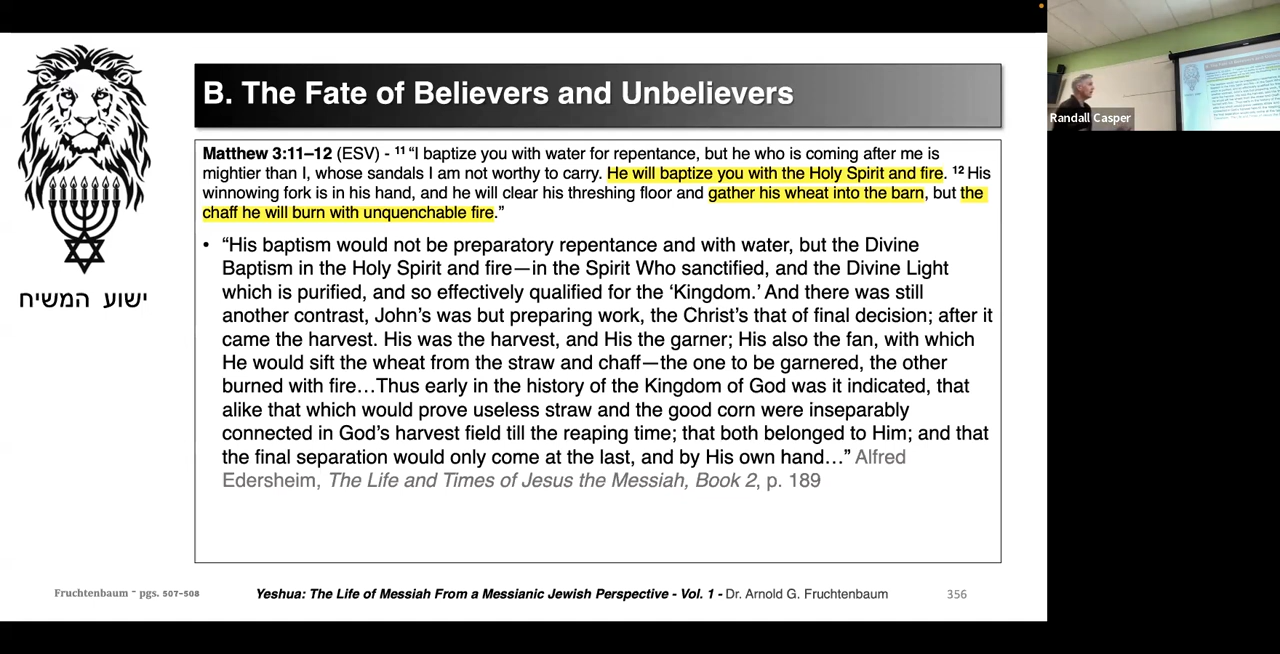 B. The Fate of Believers and Unbelievers
Matthew 3:11–12 (ESV) - 11 “I baptize you with water for repentance, but he who is coming after me is
mightier than I, whose sandals I am not worthy to carry. He will baptize you with the Holy Spirit and fire. 12 His
winnowing fork is in his hand, and he will clear his threshing floor and gather his wheat into the barn, but the
chaff he will burn with unquenchable fire.”
• “His baptism would not be preparatory repentance and with water, but the Divine
Baptism in the Holy Spirit and fire—in the Spirit Who sanctified, and the Divine Light
which is purified, and so effectively qualified for the ‘Kingdom.’ And there was still
another contrast, John’s was but preparing work, the Christ’s that of final decision; after it
came the harvest. His was the harvest, and His the garner; His also the fan, with which
He would sift the wheat from the straw and chaff—the one to be garnered, the other
burned with fire…Thus early in the history of the Kingdom of God was it indicated, that
alike that which would prove useless straw and the good corn were inseparably
connected in God’s harvest field till the reaping time; that both belonged to Him; and that
the final separation would only come at the last, and by His own hand…” Alfred
Edersheim, The Life and Times of Jesus the Messiah, Book 2, p. 189
ישוע המשיח
Fruchtenbaum - pgs. 507-508
Yeshua: The Life of Messiah From a Messianic Jewish Perspective - Vol. 1 - Dr. Arnold G. Fruchtenbaum
356
Randall Casper